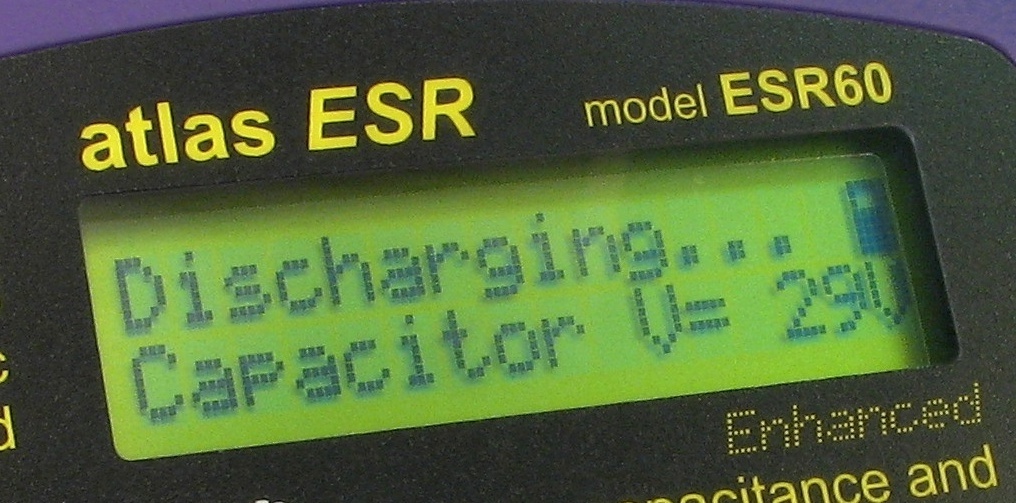 atlas ESR model ESR60
Discharging...
Capacitor V= 29V
Enhanced
capacitance and